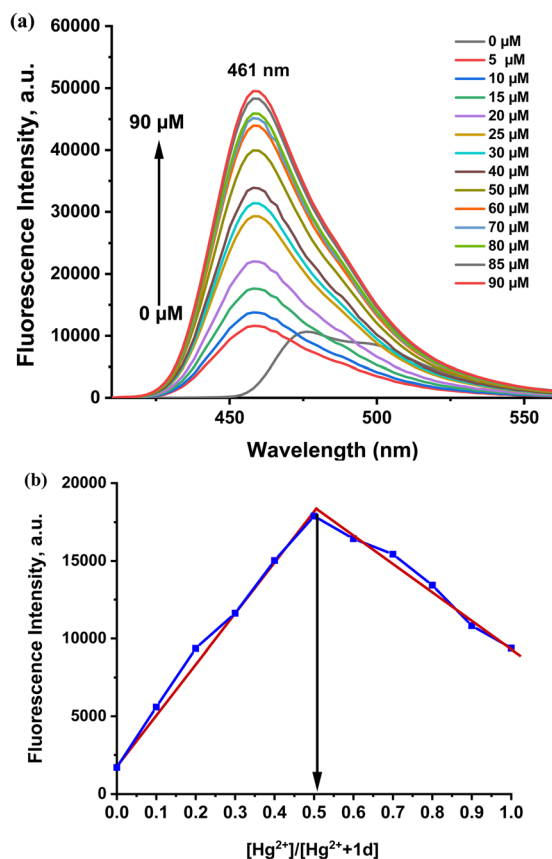 (a)
60000
50000
40000
30000
20000
10000
0
Fluorescence Intensity, a.u.
461 nm
90 µM
0 µM
0 µM
5 µM
10 µM
15 µM
20 µM
25 µM
30 µM
40 µM
50 µM
60 µM
70 µM
80 µM
85 µM
90 µM
450 500 550
Wavelength (nm)
(b)
20000
15000
10000
5000
0
Fluorescence Intensity, a.u.
0.0 0.1 0.2 0.3 0.4 0.5 0.6 0.7 0.8 0.9 1.0
[Hg²⁺]/[Hg²⁺+1d]